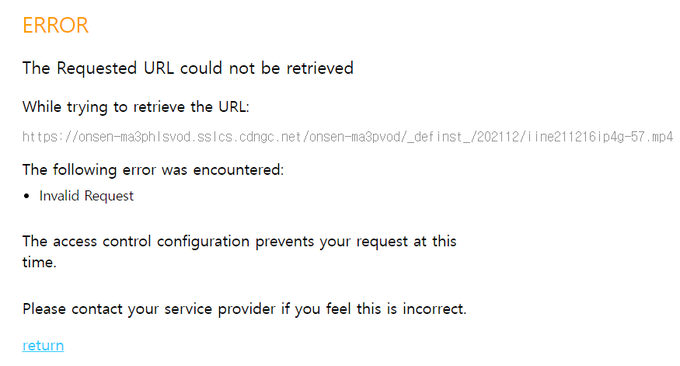 ERROR
The Requested URL could not be retrieved
While trying to retrieve the URL:
https://onsen-ma3phlsvod.sslcs.cdngc.net/onsen-ma3pvod/_definst_/202112/iine211216ip4g-57.mp4
The following error was encountered:
• Invalid Request
The access control configuration prevents your request at this
time.
Please contact your service provider if you feel this is incorrect.
return